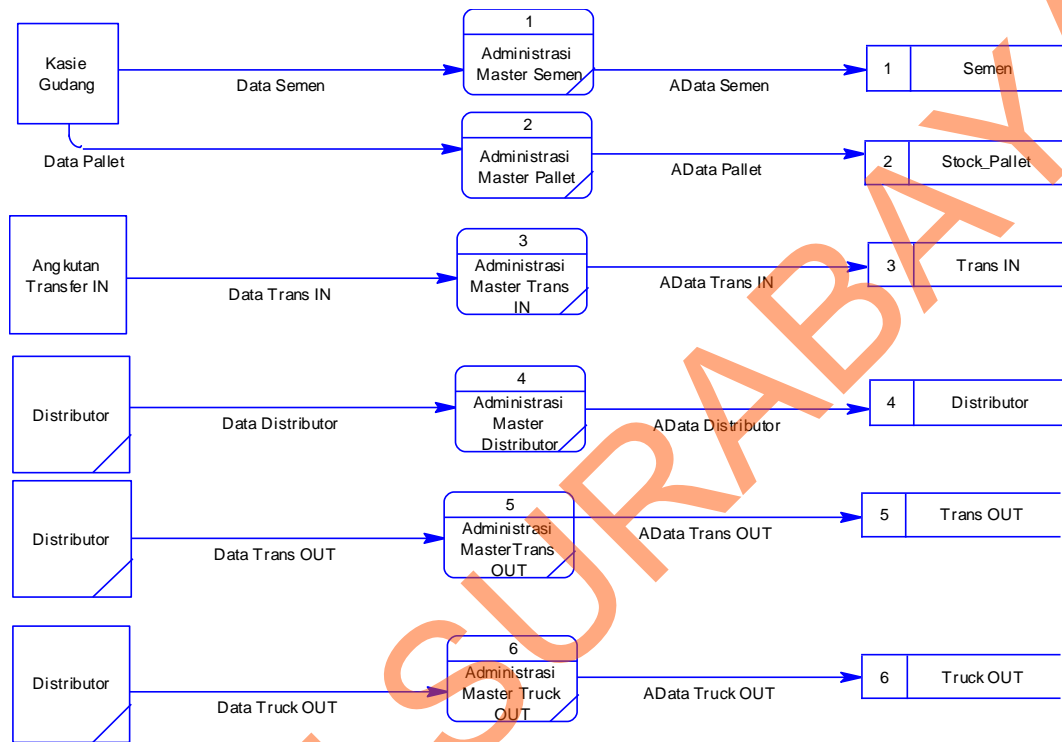 1
Kasie
Gudang
Administrasi
Master Semen
1
Semen
Data Semen
AData Semen
2
Administrasi
Master Pallet
2
Stock_Pallet
Data Pallet
AData Pallet
3
Angkutan
Transfer IN
Administrasi
Master Trans
IN
3
Trans IN
Data Trans IN
AData Trans IN
4
Distributor
Administrasi
Master
Distributor
4
Distributor
Data Distributor
AData Distributor
5
Distributor
Administrasi
MasterTrans
OUT
5
Trans OUT
Data Trans OUT
AData Trans OUT
6
Distributor
Administrasi
Master Truck
OUT
6
Truck OUT
Data Truck OUT
AData Truck OUT
SURABAYA